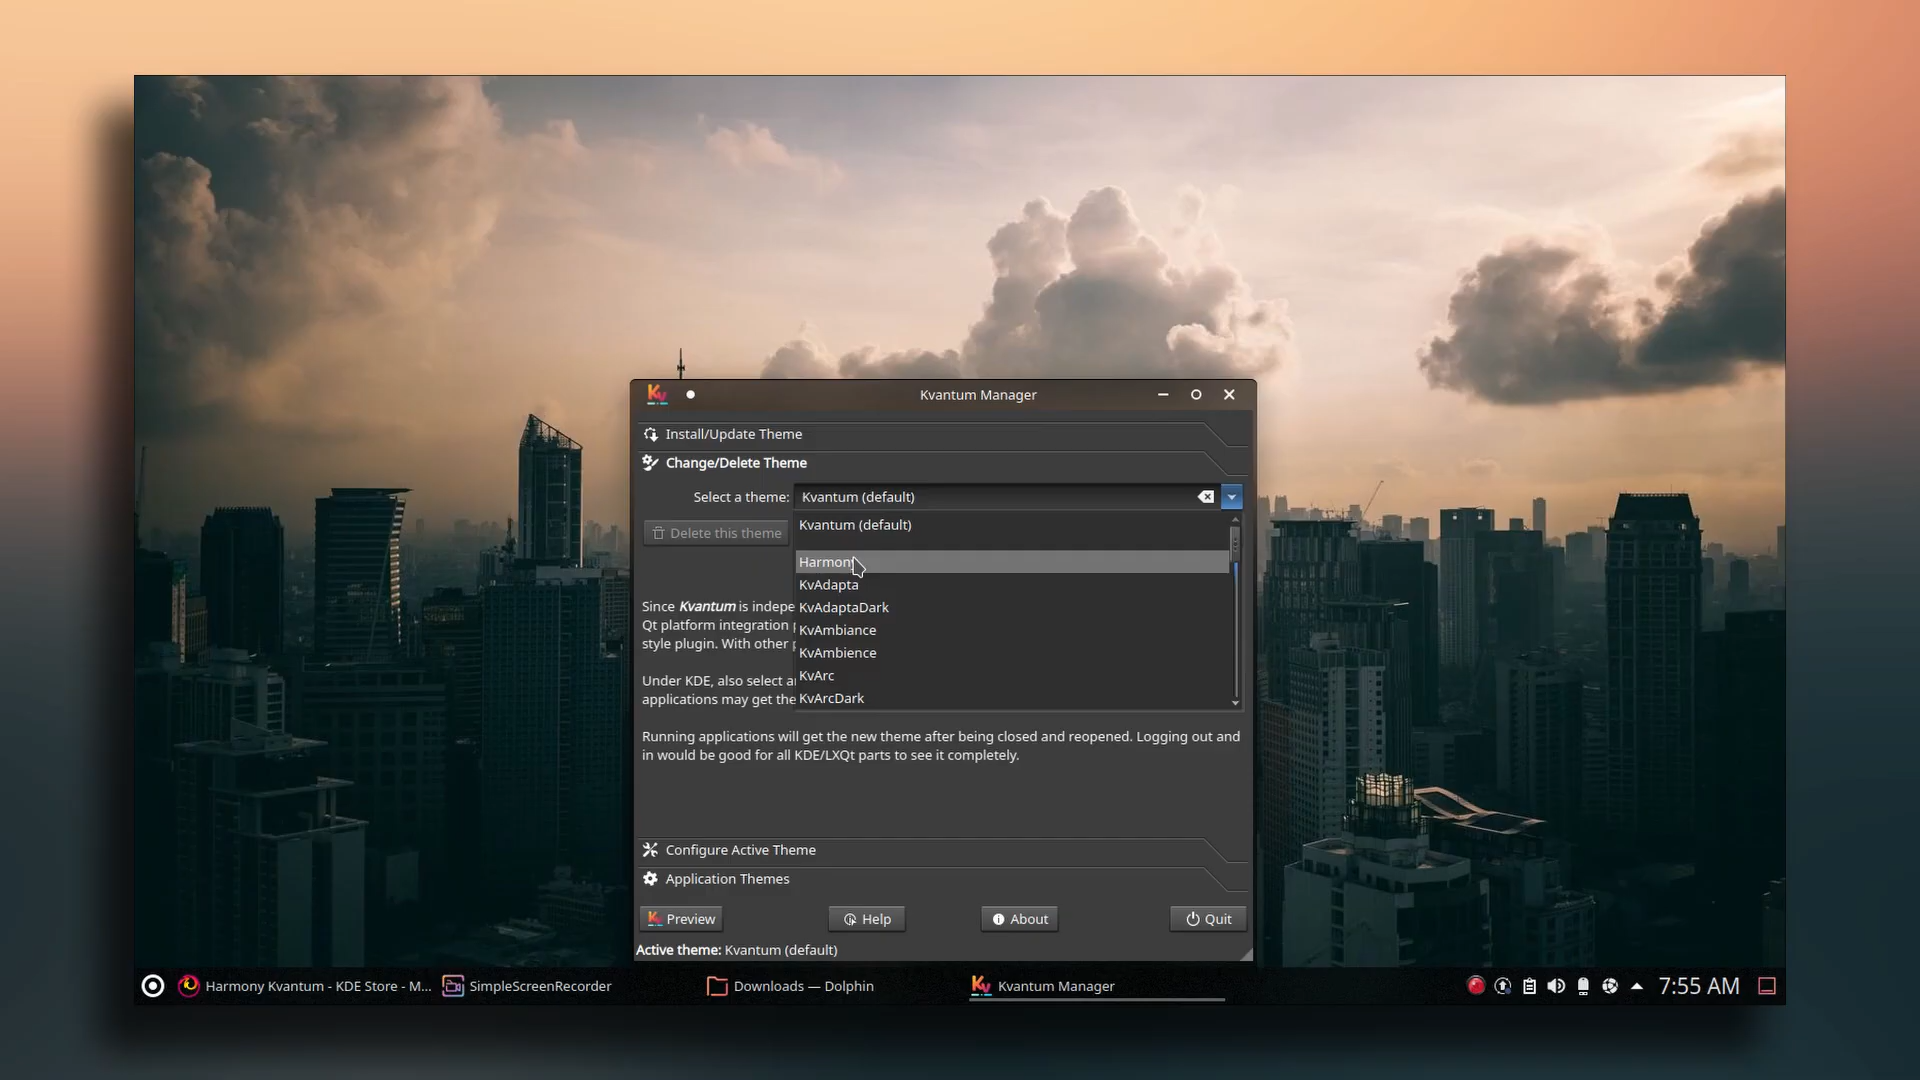 Kvantum Manager
Install/Update Theme
Change/Delete Theme
Select a theme: Kvantum (default)
Kvantum (default)
Delete this theme
Harmony
KvAdapta
Since Kvantum is indepe
KvAdaptaDark
Qt platform integration
KvAmbiance
style plugin. With other
KvAmbience
KvArc
Under KDE, also select a
applications may get the
KvArcDark
Running applications will get the new theme after being closed and reopened. Logging out and
in would be good for all KDE/LXQt parts to see it completely.
Configure Active Theme
Application Themes
Preview Help About Quit
Active theme: Kvantum (default)
Harmony Kvantum - KDE Store - M... SimpleScreenRecorder Downloads — Dolphin Kvantum Manager 7:55 AM